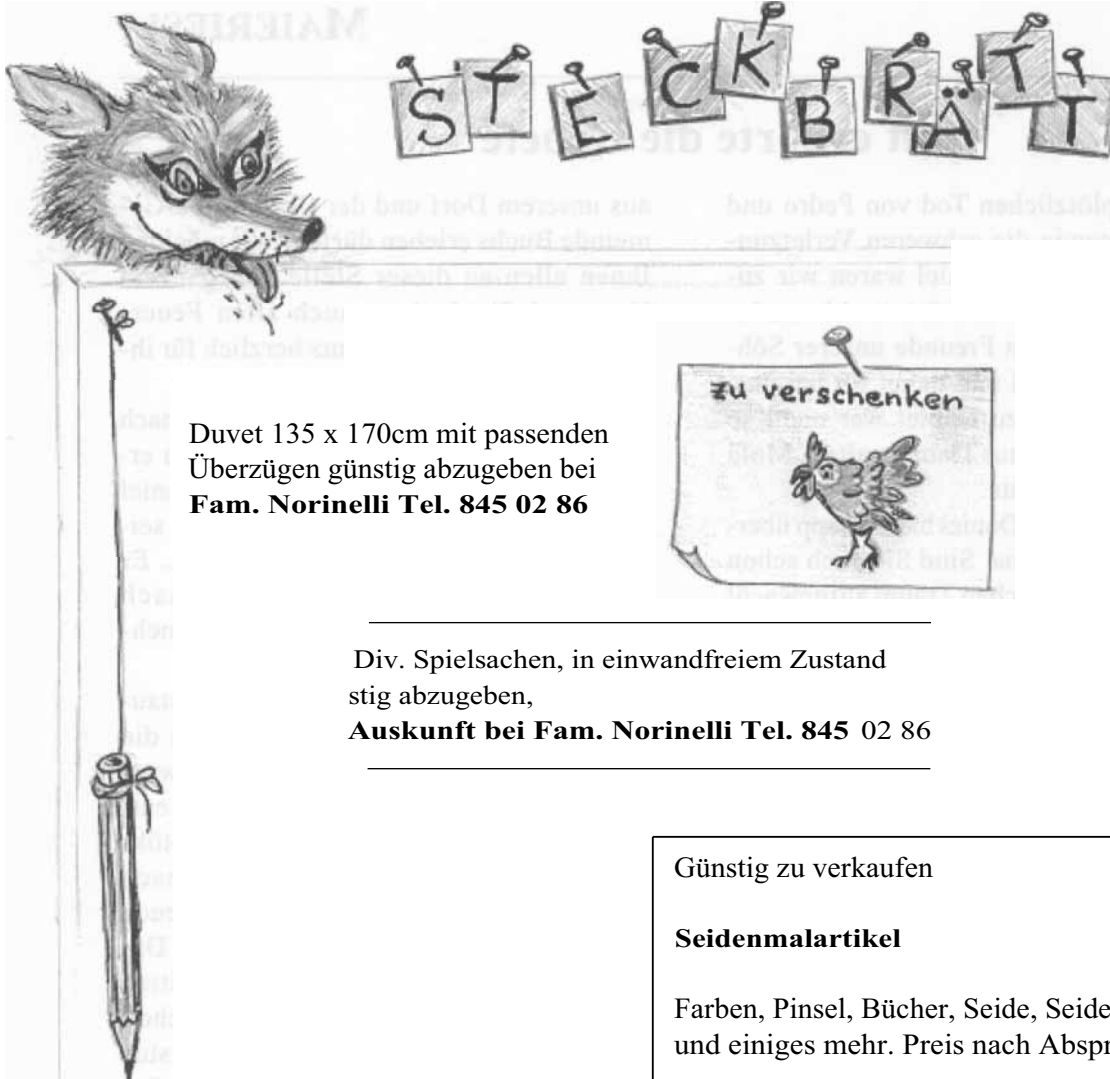 STECKBRÄTT
Duvet 135 x 170cm mit passenden
Überzügen günstig abzugeben bei
Fam. Norinelli Tel. 845 02 86
zu verschenken
Div. Spielsachen, in einwandfreiem Zustand
stig abzugeben,
Auskunft bei Fam. Norinelli Tel. 845 02 86
Günstig zu verkaufen
Seidenmalartikel
Farben, Pinsel, Bücher, Seide, Seide
und einiges mehr. Preis nach Abspr